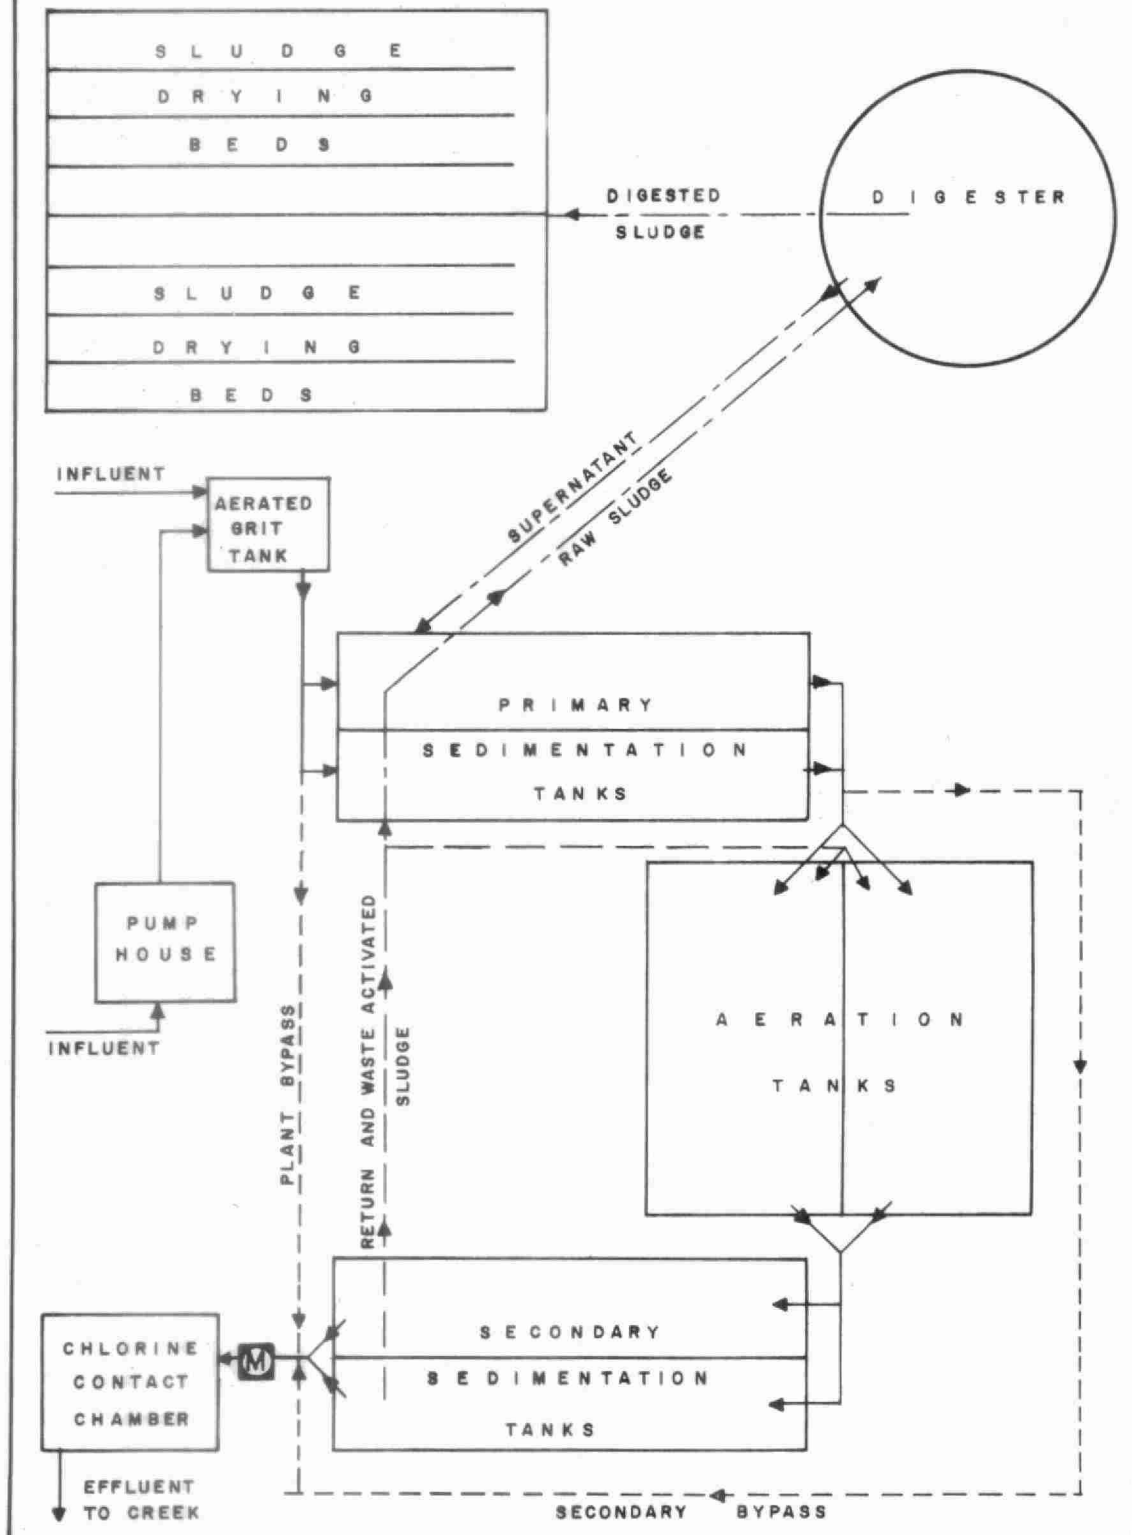 SLUDGE
DRYING
BEDS
SLUDGE
DRYING
BEDS
DIGESTED
SLUDGE
DIGESTER
SUPERNATANT
RAW SLUDGE
INFLUENT
AERATED
GRIT
TANK
PRIMARY
SEDIMENTATION
TANKS
PUMP
HOUSE
INFLUENT
PLANT BYPASS
RETURN AND WASTE ACTIVATED
SLUDGE
AERATION
TANKS
SECONDARY
SEDIMENTATION
TANKS
M
CHLORINE
CONTACT
CHAMBER
EFFLUENT
TO CREEK
SECONDARY BYPASS